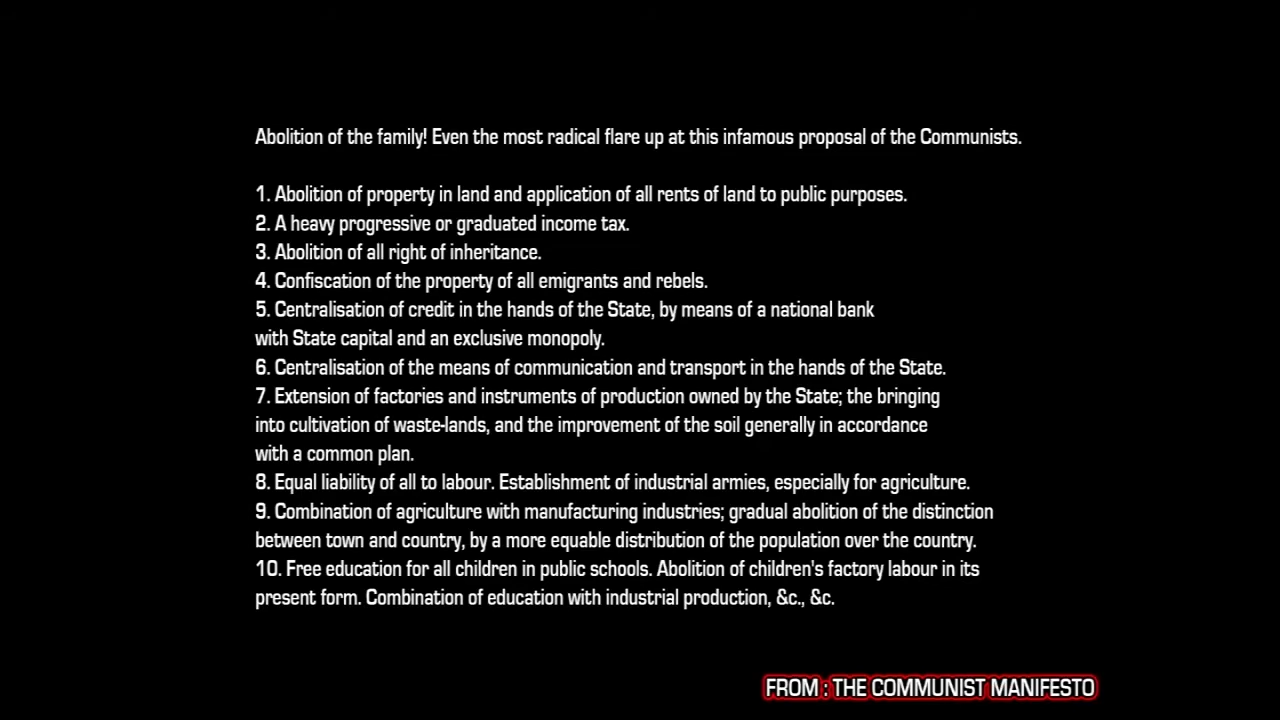 Abolition of the family! Even the most radical flare up at this infamous proposal of the Communists.
1. Abolition of property in land and application of all rents of land to public purposes.
2. A heavy progressive or graduated income tax.
3. Abolition of all right of inheritance.
4. Confiscation of the property of all emigrants and rebels.
5. Centralisation of credit in the hands of the State, by means of a national bank
with State capital and an exclusive monopoly.
6. Centralisation of the means of communication and transport in the hands of the State.
7. Extension of factories and instruments of production owned by the State; the bringing
into cultivation of waste-lands, and the improvement of the soil generally in accordance
with a common plan.
8. Equal liability of all to labour. Establishment of industrial armies, especially for agriculture.
9. Combination of agriculture with manufacturing industries; gradual abolition of the distinction
between town and country, by a more equable distribution of the population over the country.
10. Free education for all children in public schools. Abolition of children's factory labour in its
present form. Combination of education with industrial production, &c., &c.
FROM : THE COMMUNIST MANIFESTO